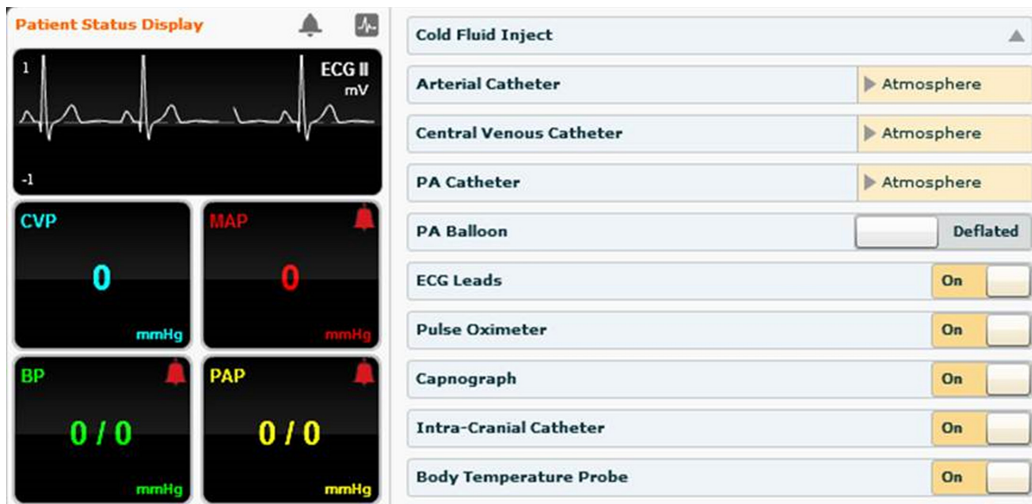 Patient Status Display
1
ECG II
mV
-1
CVP
0
mmHg
MAP
0
mmHg
BP
0 / 0
mmHg
PAP
0 / 0
mmHg
Cold Fluid Inject
Arterial Catheter Atmosphere
Central Venous Catheter Atmosphere
PA Catheter Atmosphere
PA Balloon Deflated
ECG Leads On
Pulse Oximeter On
Capnograph On
Intra-Cranial Catheter On
Body Temperature Probe On